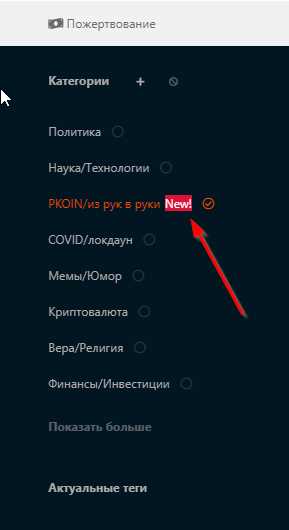 Пожертвование
Категории +
Политика
Наука/Технологии
PKOIN/из рук в руки New!
COVID/локдаун
Мемы/Юмор
Криптовалюта
Вера/Религия
Финансы/Инвестиции
Показать больше
Актуальные теги